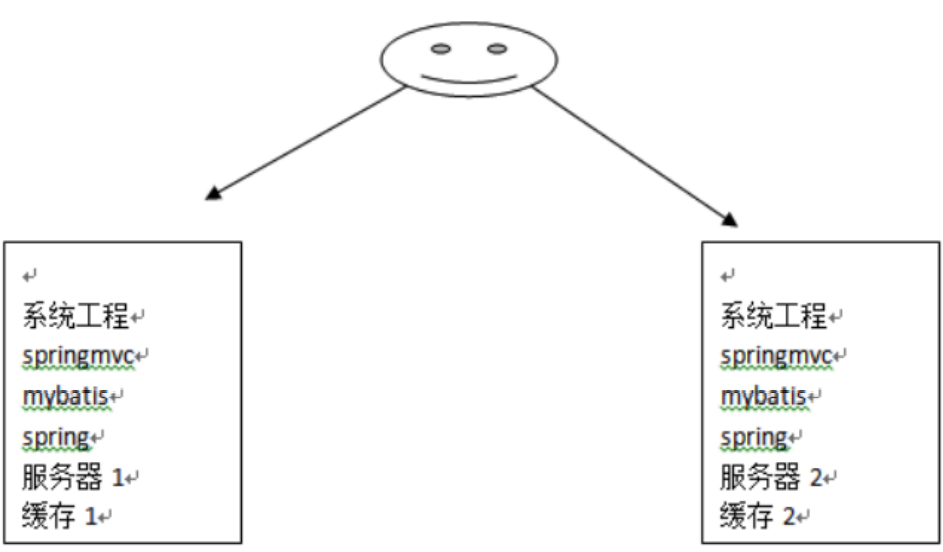 系统工程
springmvc
mybatis
spring
服务器 1
缓存 1
系统工程
springmvc
mybatis
spring
服务器 2
缓存 2